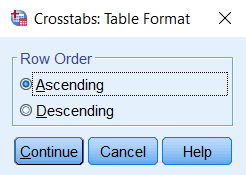 Crosstabs: Table Format
Row Order
Ascending
Descending
Continue Cancel Help